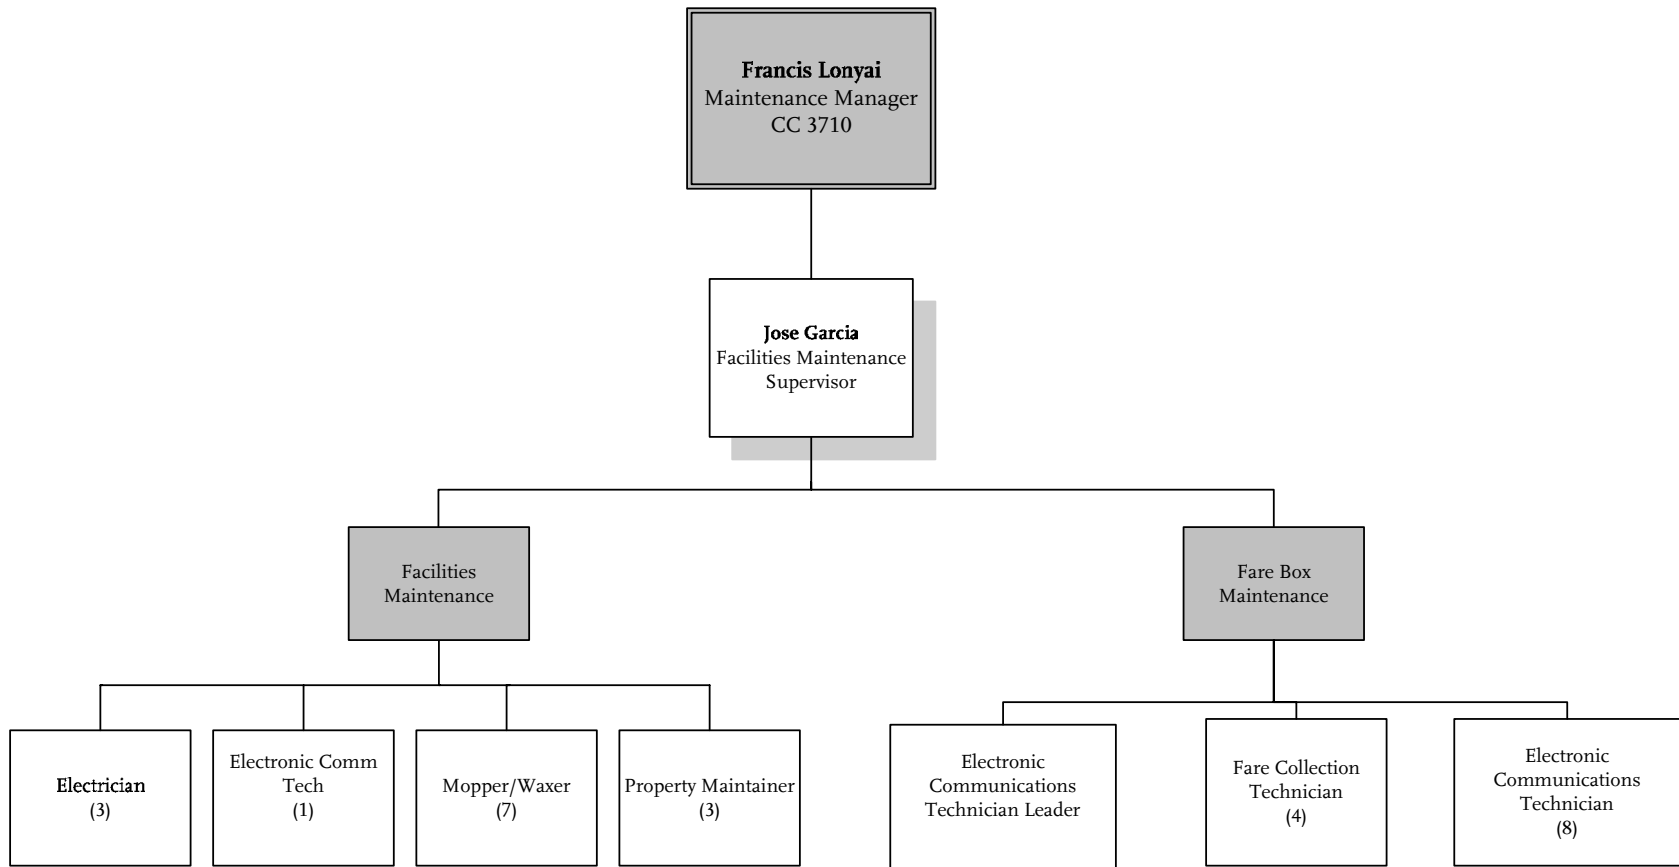 Francis Lonyai
Maintenance Manager
CC 3710
Jose Garcia
Facilities Maintenance
Supervisor
Facilities
Maintenance
Fare Box
Maintenance
Electrician
(3)
Electronic Comm
Tech
(1)
Mopper/Waxer
(7)
Property Maintainer
(3)
Electronic
Communications
Technician Leader
Fare Collection
Technician
(4)
Electronic
Communications
Technician
(8)